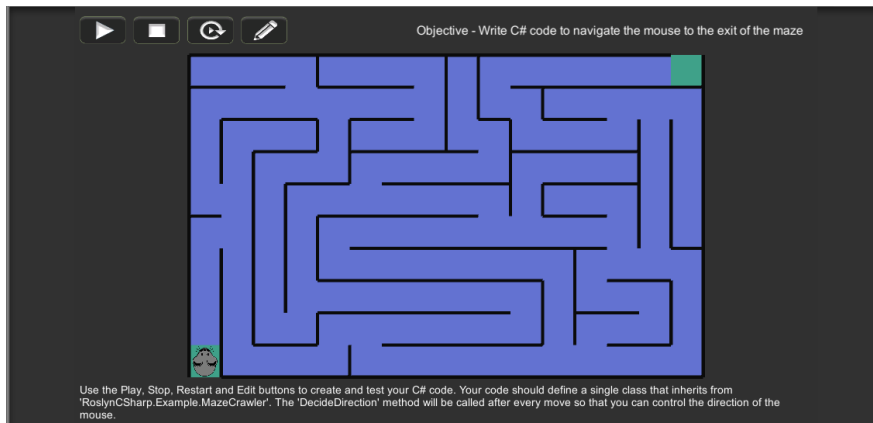 Objective - Write C# code to navigate the mouse to the exit of the maze
Use the Play, Stop, Restart and Edit buttons to create and test your C# code. Your code should define a single class that inherits from
'RoslynCSharp.Example.MazeCrawler'. The 'DecideDirection' method will be called after every move so that you can control the direction of the
mouse.